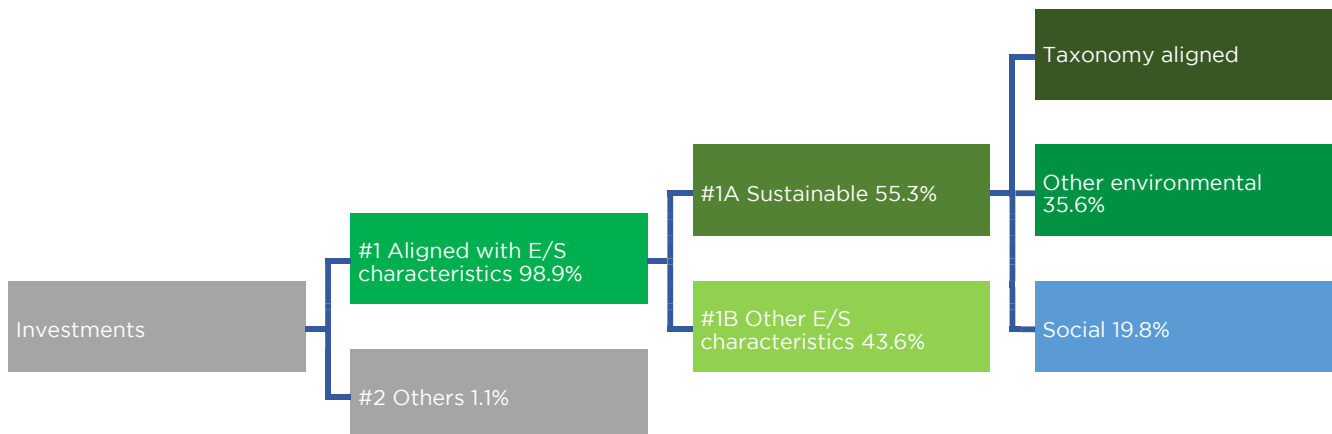 Taxonomy aligned
#1A Sustainable 55.3%
Other environmental
35.6%
#1 Aligned with E/S
characteristics 98.9%
Investments
#1B Other E/S
characteristics 43.6%
Social 19.8%
#2 Others 1.1%